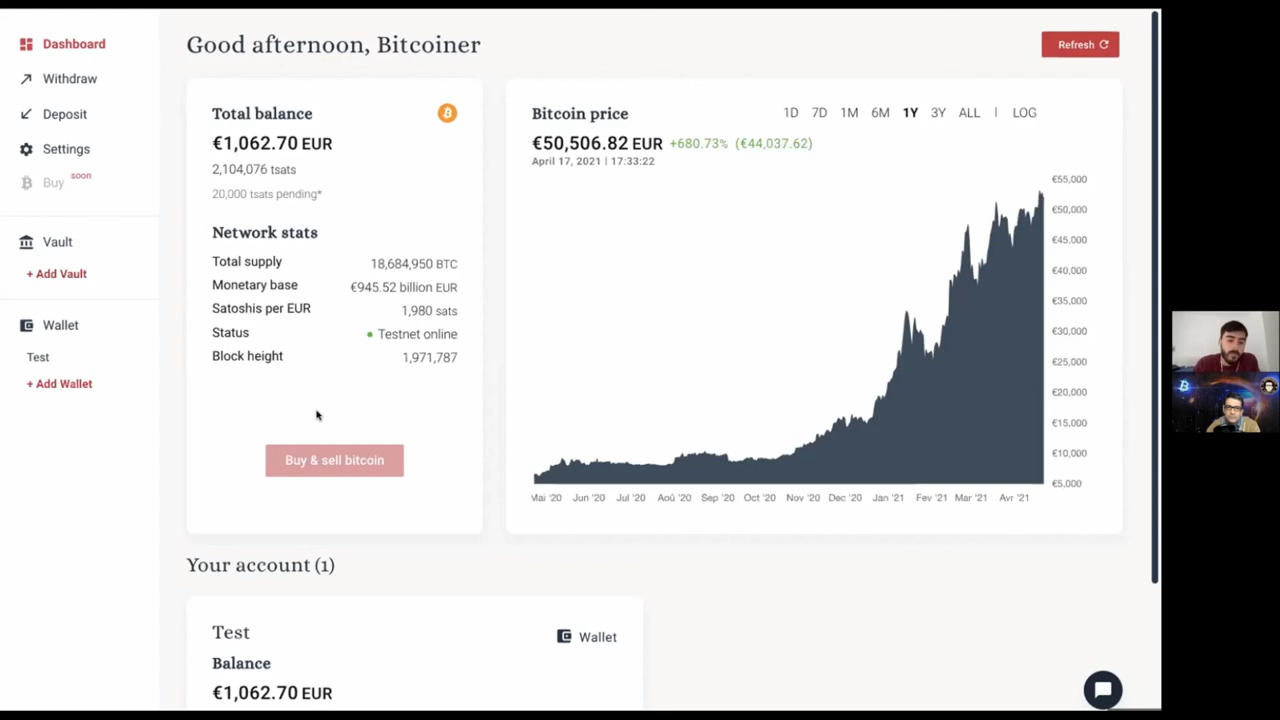 Dashboard
Withdraw
Deposit
Settings
Buy soon
Vault
+ Add Vault
Wallet
Test
+ Add Wallet
Good afternoon, Bitcoiner
Refresh
Total balance
€1,062.70 EUR
2,104,076 tsats
20,000 tsats pending*
Network stats
Total supply 18,684,950 BTC
Monetary base €945.52 billion EUR
Satoshis per EUR 1,980 sats
Status Testnet online
Block height 1,971,787
Buy & sell bitcoin
Bitcoin price
1D 7D 1M 6M 1Y 3Y ALL | LOG
€50,506.82 EUR +680.73% (€44,037.62)
April 17, 2021 | 17:33:22
€55,000
€50,000
€45,000
€40,000
€35,000
€30,000
€25,000
€20,000
€15,000
€10,000
€5,000
Mai '20 Jun '20 Jul '20 Aoû '20 Sep '20 Oct '20 Nov '20 Dec '20 Jan '21 Fev '21 Mar '21 Avr '21
Your account (1)
Test
Wallet
Balance
€1,062.70 EUR